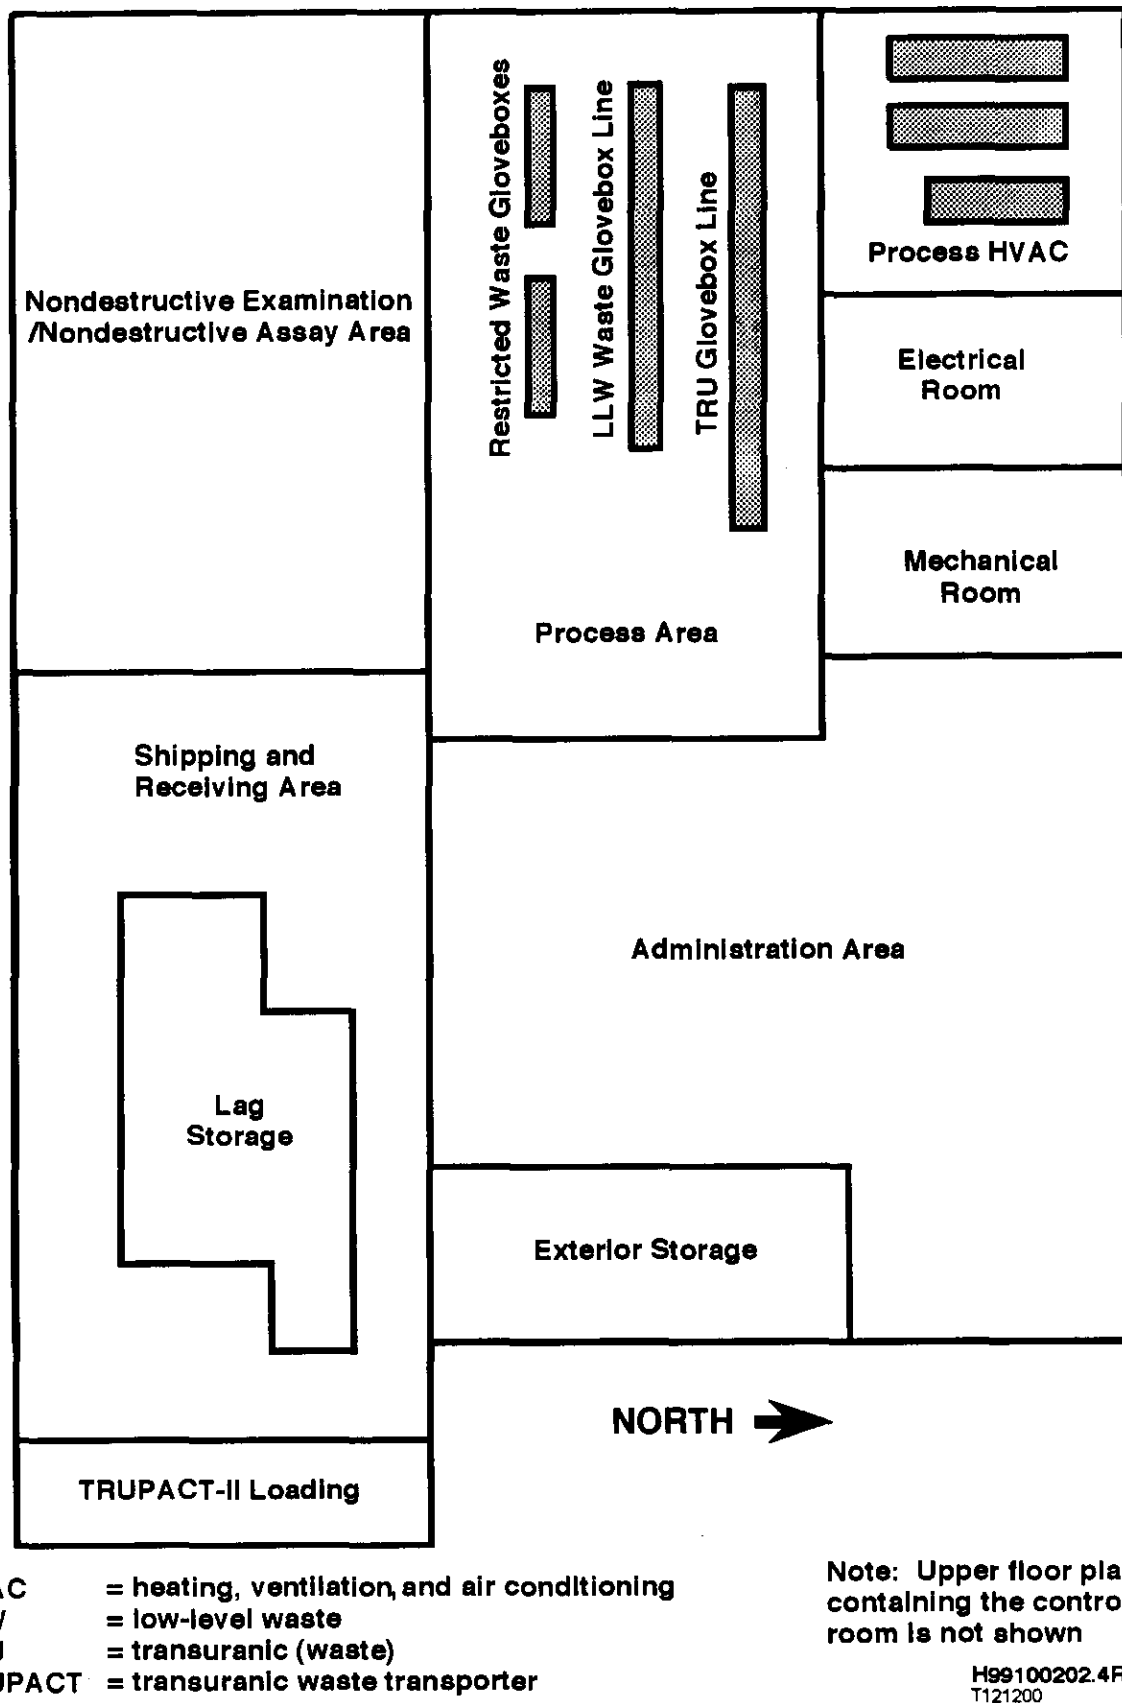 Restricted Waste Gloveboxes
LLW Waste Glovebox Line
TRU Glovebox Line
Process HVAC
Nondestructive Examination
/Nondestructive Assay Area
Electrical
Room
Mechanical
Room
Process Area
Shipping and
Receiving Area
Administration Area
Lag
Storage
Exterior Storage
NORTH
TRUPACT-II Loading
= heating, ventilation, and air conditioning
= low-level waste
= transuranic (waste)
= transuranic waste transporter
Note: Upper floor
containing the
room is not shown
H99100202.4
T121200